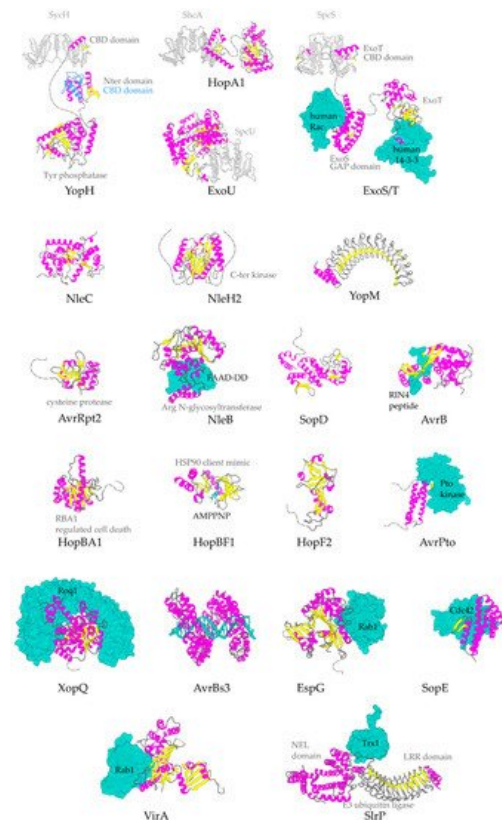 SycH
ShcA
SpcS
CBD domain
ExoT
CBD domain
Nter domain
CBD domain
HopA1
ExoT
human
Rac
SpcU
human
14-3-3
Tyr phosphatase
ExoS
GAP domain
YopH
ExoU
ExoS/T
C-ter kinase
NleC
NleH2
YopM
FAAD-DD
cysteine protease
RIN4
peptide
Arg N-glycosyltransferase
AvrRpt2
NleB
SopD
AvrB
HSP90 client mimic
Pto
kinase
AMPPNP
RBA1
regulated cell death
HopBA1
HopBF1
HopF2
AvrPto
Roq1
Cdc42
Rab1
XopQ
AvrBs3
EspG
SopE
Trx1
NEL
domain
LRR domain
Rab1
E3 ubiquitin ligase
VirA
SlrP